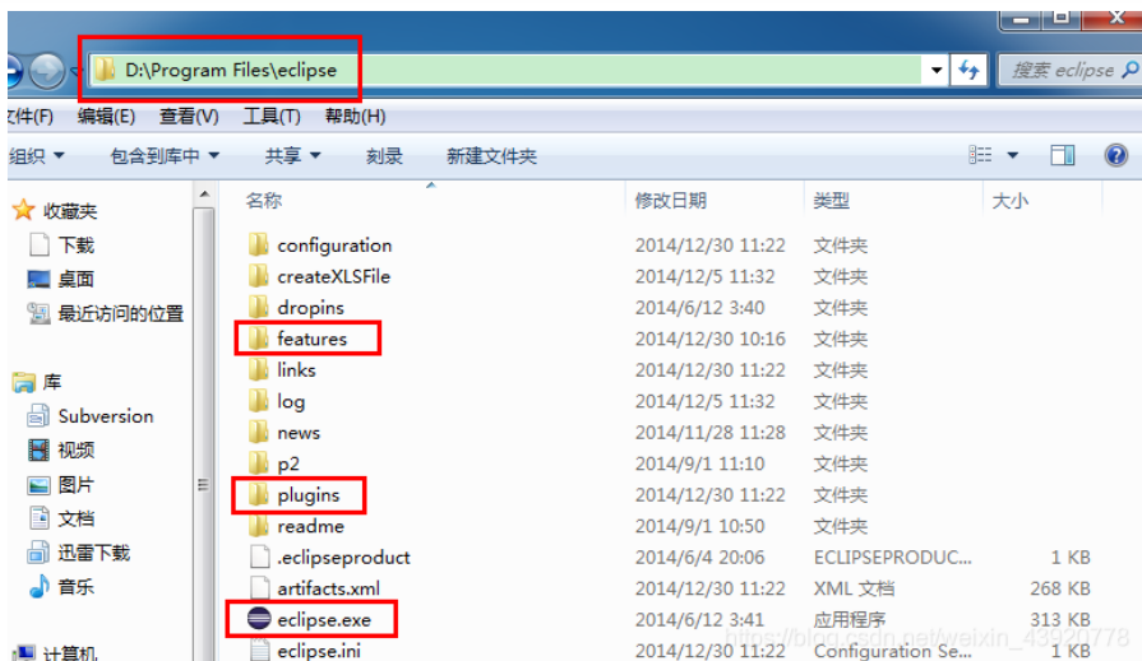 D:\Program Files\eclipse
搜索 eclipse
文件(F) 编辑(E) 查看(V) 工具(T) 帮助(H)
组织 包含到库中 共享 刻录 新建文件夹
收藏夹
下载
桌面
最近访问的位置
库
Subversion
视频
图片
文档
迅雷下载
音乐
计算机
名称 修改日期 类型 大小
configuration 2014/12/30 11:22 文件夹
createXLSFile 2014/12/5 11:32 文件夹
dropins 2014/6/12 3:40 文件夹
features 2014/12/30 10:16 文件夹
links 2014/12/30 11:22 文件夹
log 2014/12/5 11:32 文件夹
news 2014/11/28 11:28 文件夹
p2 2014/9/1 11:10 文件夹
plugins 2014/12/30 11:22 文件夹
readme 2014/9/1 10:50 文件夹
.eclipseproduct 2014/6/4 20:06 ECLIPSEPRODUC... 1 KB
artifacts.xml 2014/12/30 11:22 XML 文档 268 KB
eclipse.exe 2014/6/12 3:41 应用程序 313 KB
eclipse.ini 2014/12/30 11:22 Configuration Se... 1 KB
https://blog.csdn.net/weixin_43920778